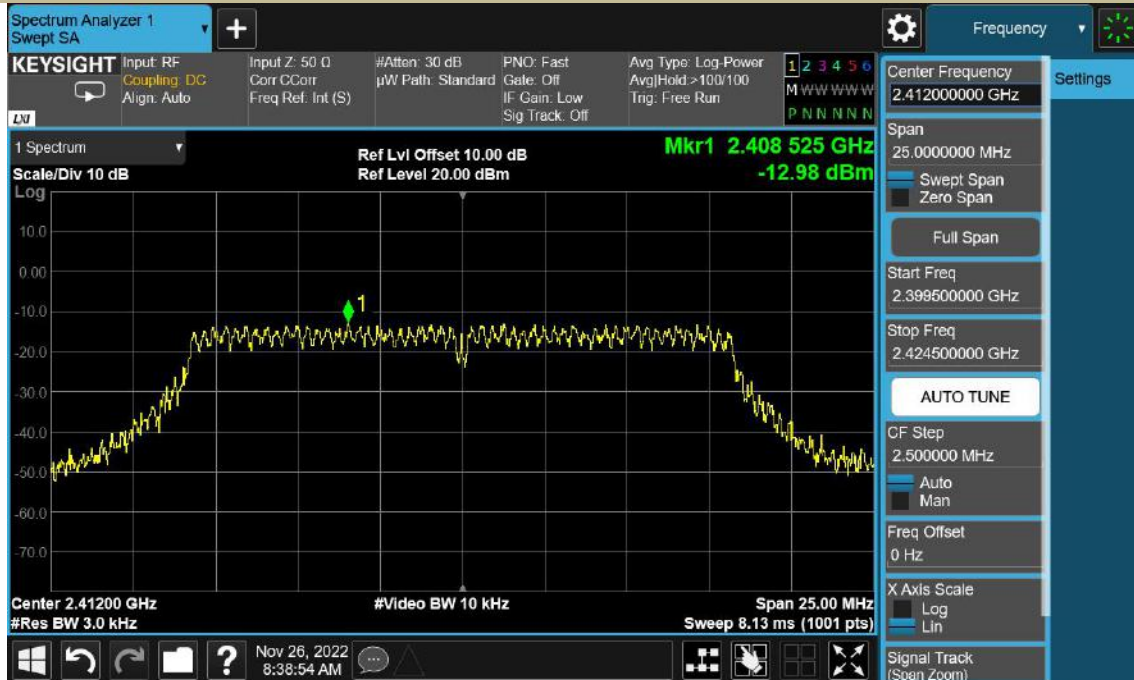 Spectrum Analyzer 1
Swept SA
+
Frequency
KEYSIGHT
LXI
Input: RF
Coupling: DC
Align: Auto
Input Z: 50 Ω
Corr CCorr
Freq Ref: Int (S)
#Atten: 30 dB
µW Path: Standard
PNO: Fast
Gate: Off
IF Gain: Low
Sig Track: Off
Avg Type: Log-Power
Avg|Hold:>100/100
Trig: Free Run
1 2 3 4 5 6
M W W W W W
P N N N N N
1 Spectrum
Scale/Div 10 dB
Log
Ref Lvl Offset 10.00 dB
Ref Level 20.00 dBm
Mkr1 2.408 525 GHz
-12.98 dBm
10.0
0.00
-10.0
-20.0
-30.0
-40.0
-50.0
-60.0
-70.0
1
Center 2.41200 GHz
#Res BW 3.0 kHz
#Video BW 10 kHz
Span 25.00 MHz
Sweep 8.13 ms (1001 pts)
?
Nov 26, 2022
8:38:54 AM
Center Frequency
2.412000000 GHz
Settings
Span
25.0000000 MHz
Swept Span
Zero Span
Full Span
Start Freq
2.399500000 GHz
Stop Freq
2.424500000 GHz
AUTO TUNE
CF Step
2.500000 MHz
Auto
Man
Freq Offset
0 Hz
X Axis Scale
Log
Lin
Signal Track
(Span Zoom)